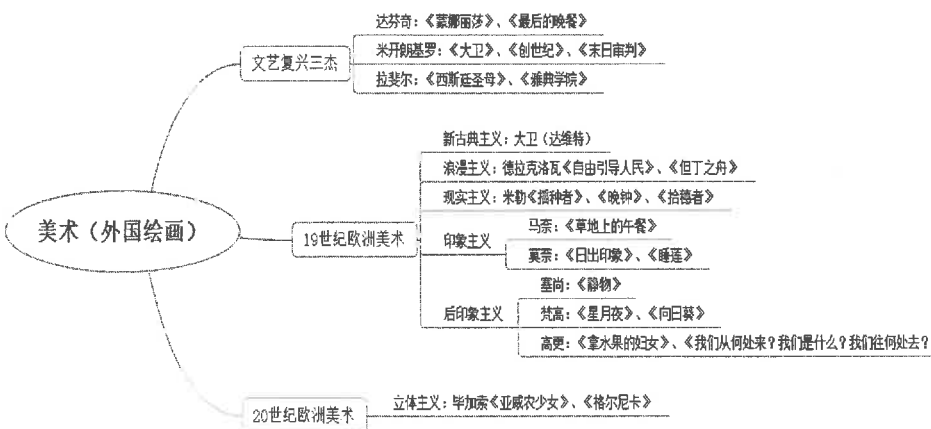 美术（外国绘画）
文艺复兴三杰
达芬奇：《蒙娜丽莎》、《最后的晚餐》
米开朗基罗：《大卫》、《创世纪》、《末日审判》
拉斐尔：《西斯廷圣母》、《雅典学院》
19世纪欧洲美术
新古典主义：大卫（达维特）
浪漫主义：德拉克洛瓦《自由引导人民》、《但丁之舟》
现实主义：米勒《播种者》、《晚钟》、《拾穗者》
印象主义
马奈：《草地上的午餐》
莫奈：《日出印象》、《睡莲》
后印象主义
塞尚：《静物》
梵高：《星月夜》、《向日葵》
高更：《拿水果的妇女》、《我们从何处来？我们是什么？我们往何处去？
20世纪欧洲美术
立体主义：毕加索《亚威农少女》、《格尔尼卡》